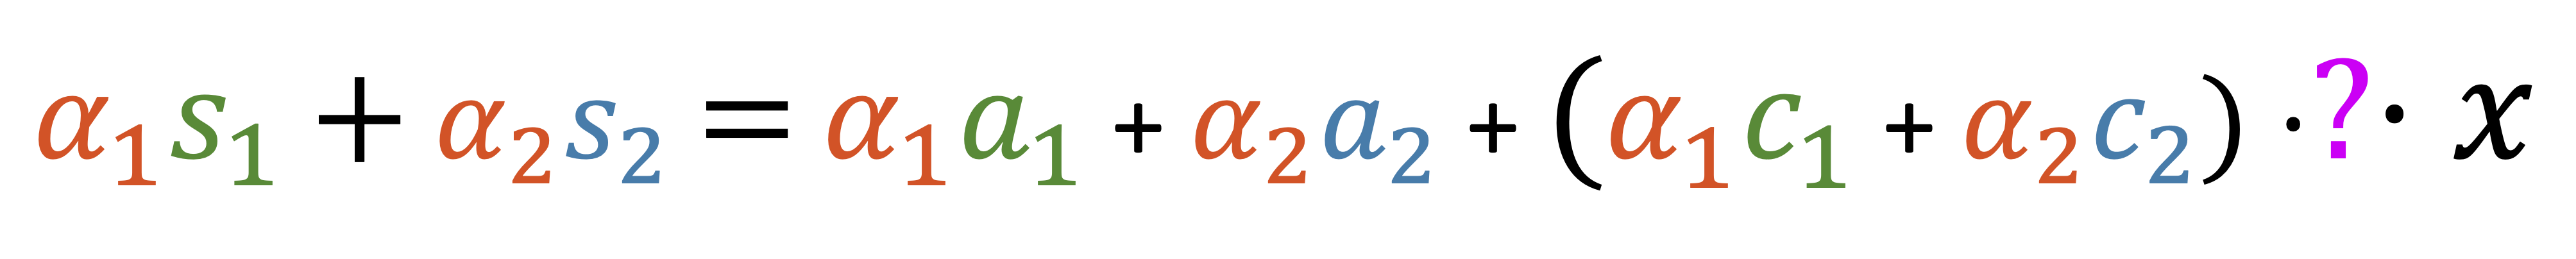 α₁s₁ + α₂s₂ = α₁a₁ + α₂a₂ + (α₁c₁ + α₂c₂) · ? · x